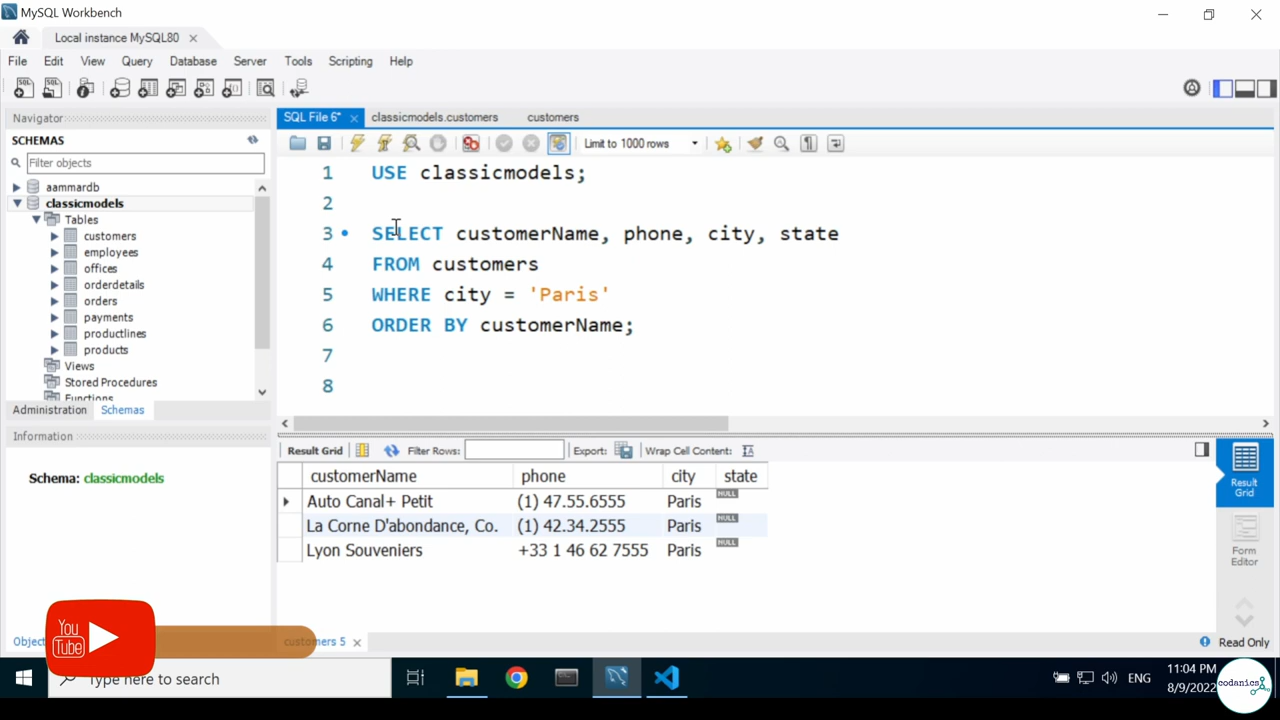 MySQL Workbench
Local instance MySQL80
File Edit View Query Database Server Tools Scripting Help
Navigator
SCHEMAS
Filter objects
aammardb
classicmodels
Tables
customers
employees
offices
orderdetails
orders
payments
productlines
products
Views
Stored Procedures
Functions
Administration Schemas
Information
Schema: classicmodels
Object
SQL File 6* classicmodels.customers customers
Limit to 1000 rows
1 USE classicmodels;
2
3 SELECT customerName, phone, city, state
4 FROM customers
5 WHERE city = 'Paris'
6 ORDER BY customerName;
7
8
Result Grid Filter Rows: Export: Wrap Cell Content:
customerName phone city state
Auto Canal+ Petit (1) 47.55.6555 Paris NULL
La Corne D'abondance, Co. (1) 42.34.2555 Paris NULL
Lyon Souveniers +33 1 46 62 7555 Paris NULL
Result Grid
Form Editor
customers 5
Read Only
You Tube
Type here to search
ENG
11:04 PM
8/9/2022
codanics